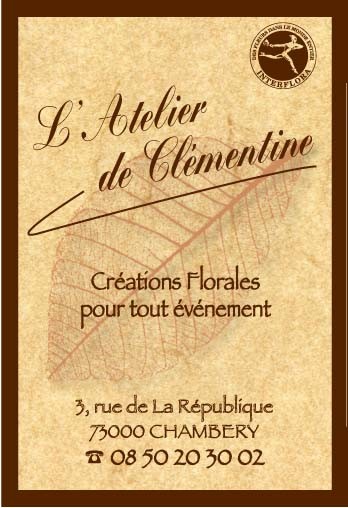 DES FLEURS DANS LE MONDE ENTIER
INTERFLORA
L'Atelier
de Clémentine
Créations Florales
pour tout événement
3, rue de La République
73000 CHAMBERY
☎ 08 50 20 30 02